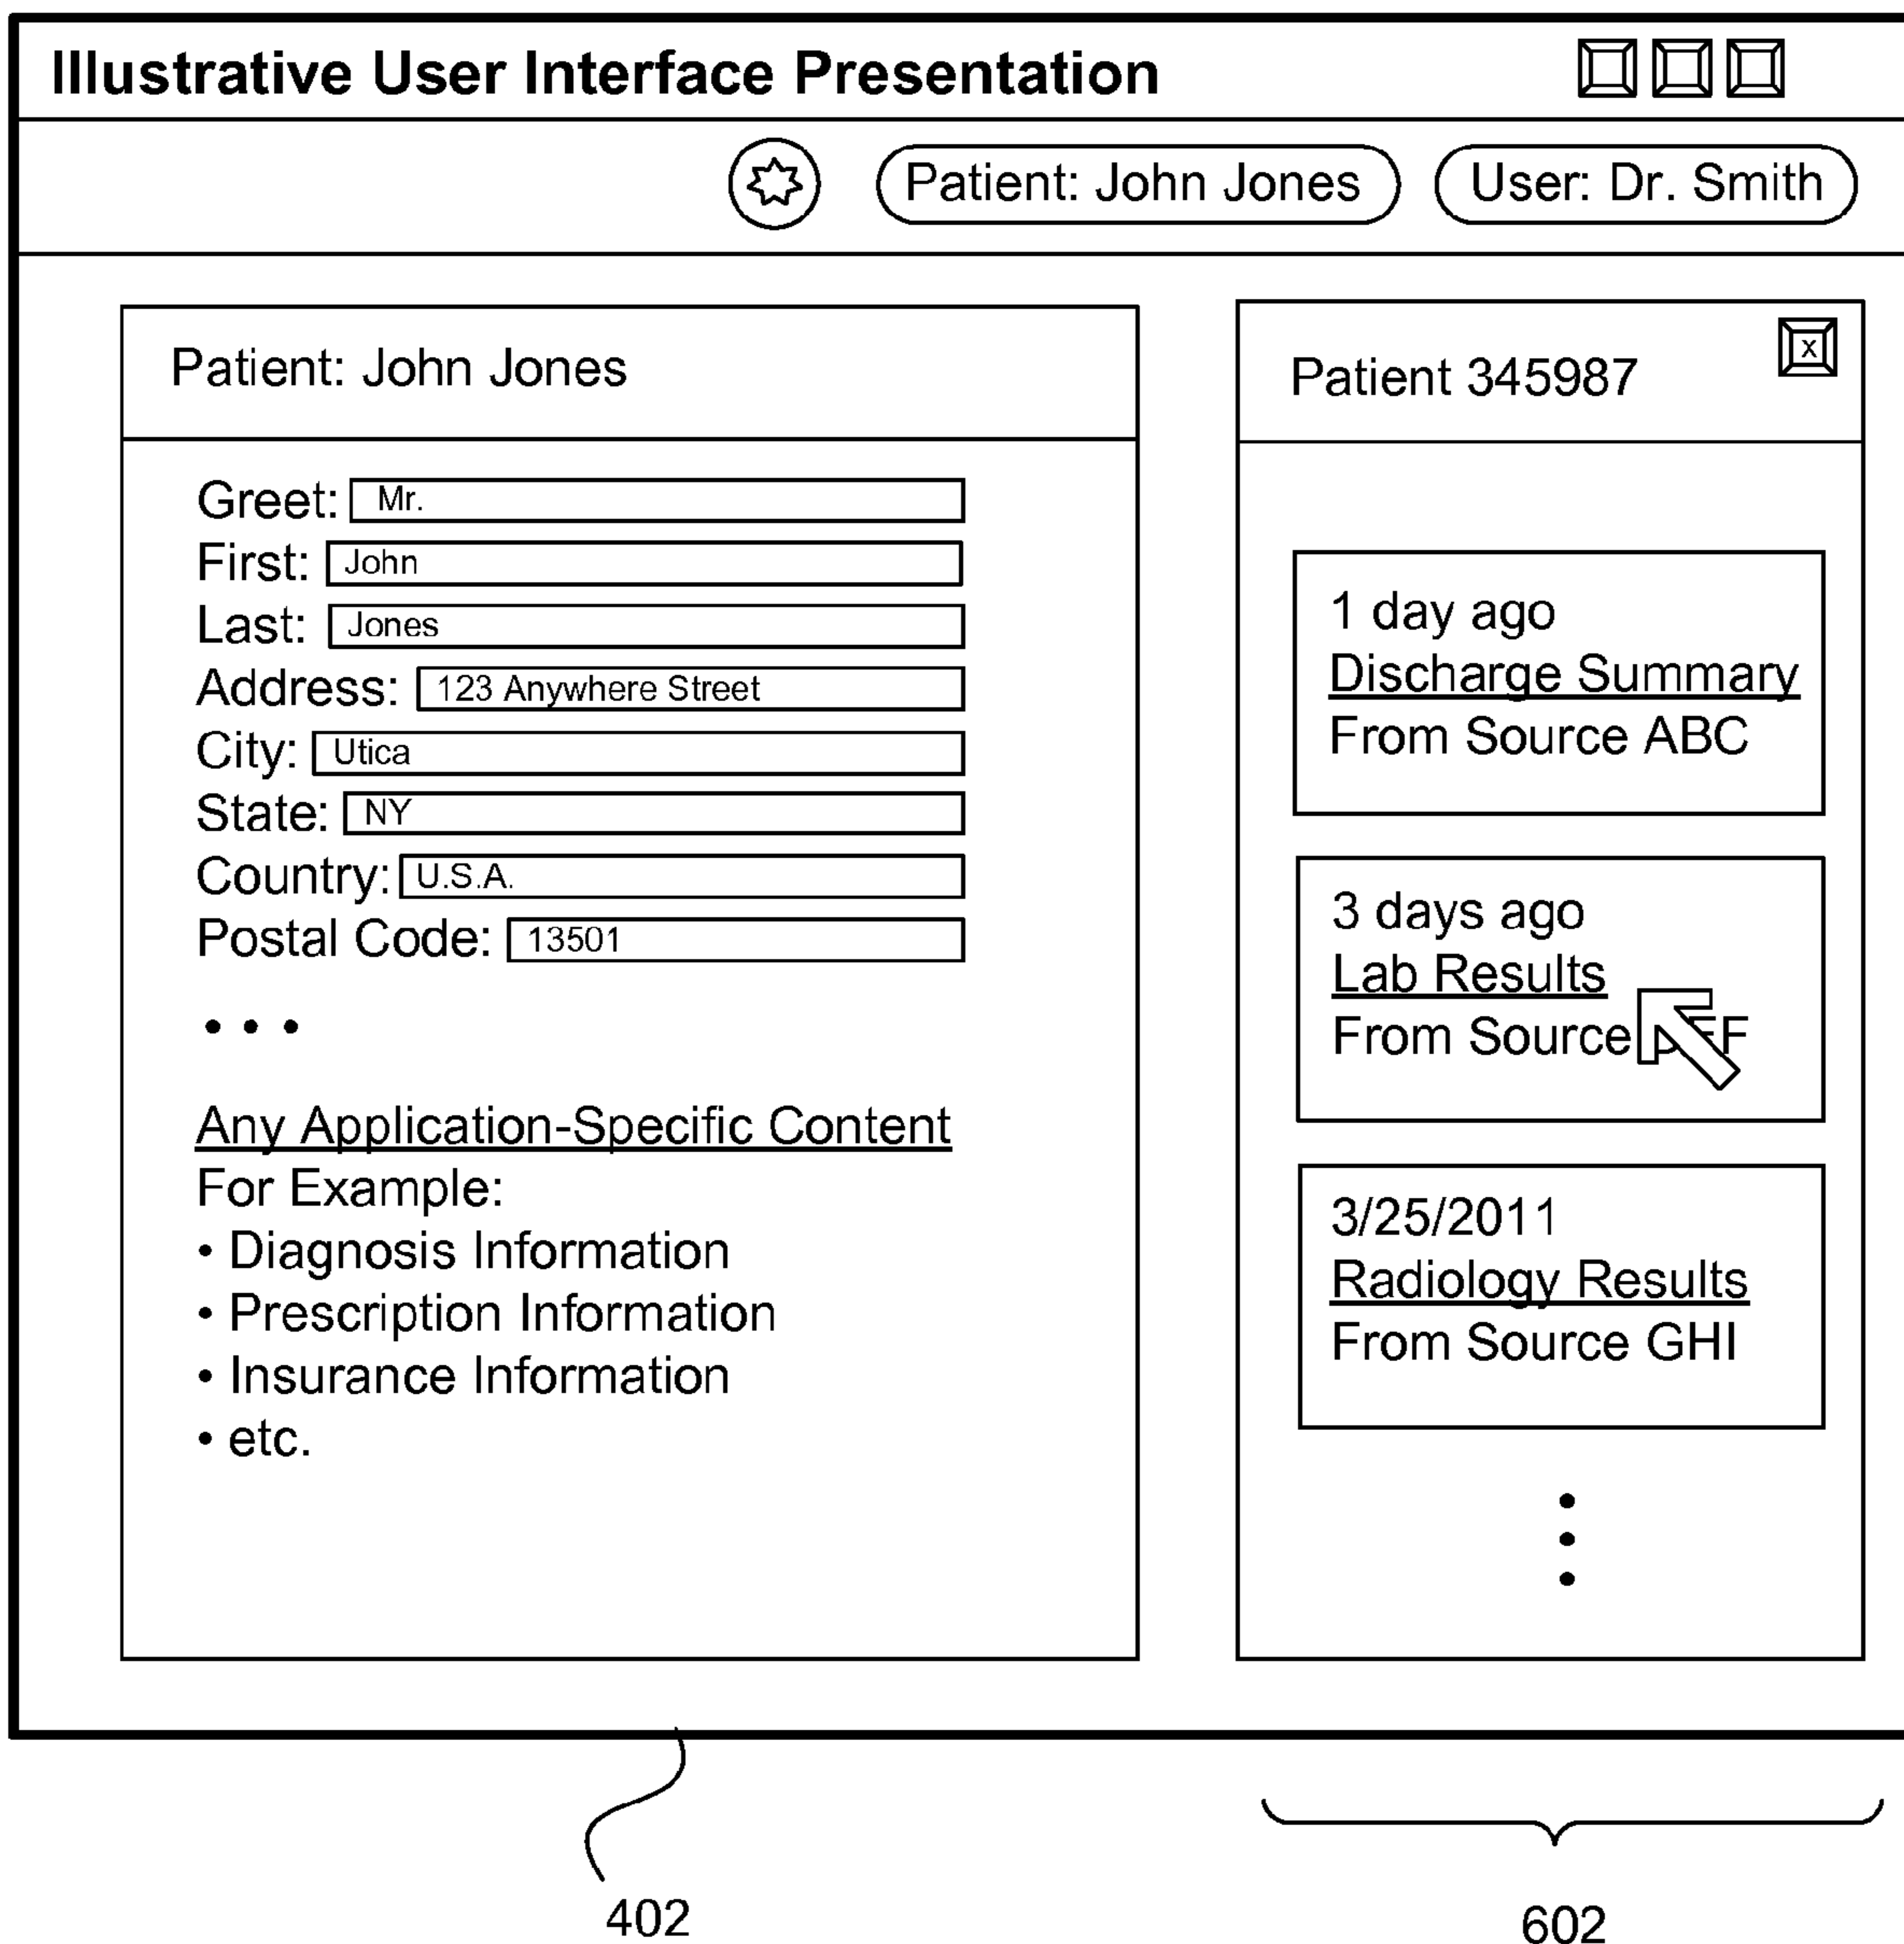 Illustrative User Interface Presentation
Patient: John Jones
User: Dr. Smith
Patient: John Jones
Greet: Mr.
First: John
Last: Jones
Address: 123 Anywhere Street
City: Utica
State: NY
Country: U.S.A.
Postal Code: 13501
• • •
Any Application-Specific Content
For Example:
• Diagnosis Information
• Prescription Information
• Insurance Information
• etc.
Patient 345987
x
1 day ago
Discharge Summary
From Source ABC
3 days ago
Lab Results
From Source
3/25/2011
Radiology Results
From Source GHI
402
602